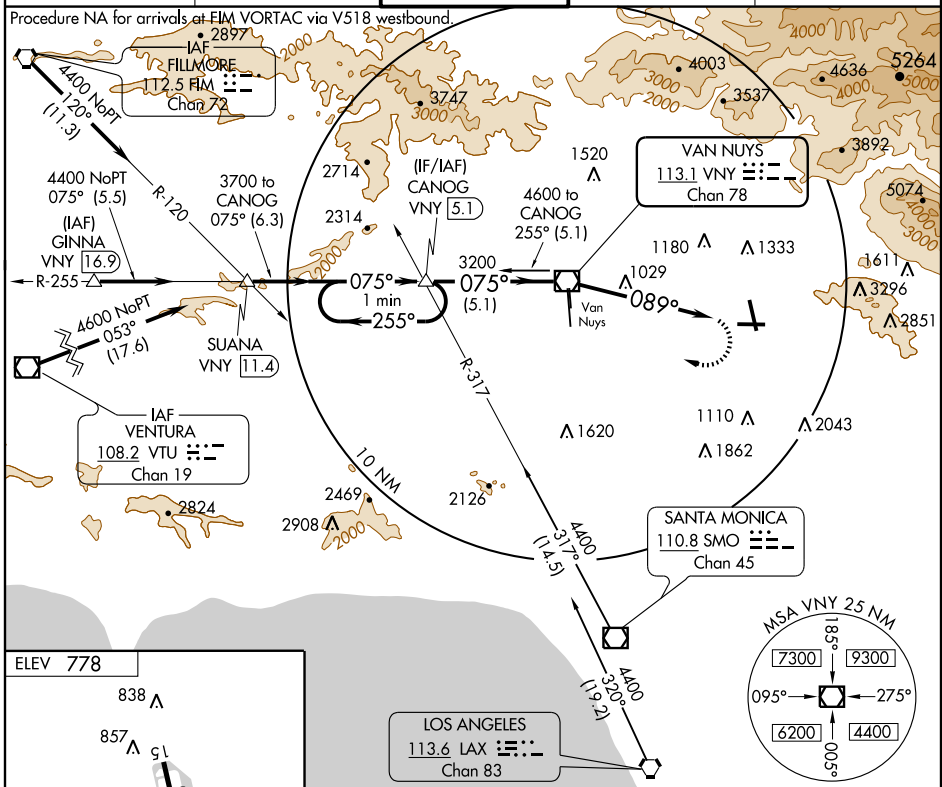 Procedure NA for arrivals at FIM VORTAC via V518 westbound.
IAF
FILLMORE
112.5 FIM
Chan 72
4400 NoPT
120°
(11.3)
R-120
2897
2000
3747
3000
4003
3000
2000
3537
4000
4636
4000
5264
5000
3892
5074
2714
2314
2000
4400 NoPT
075° (5.5)
(IAF)
GINNA
VNY 16.9
R-255
3700 to
CANOG
075° (6.3)
(IF/IAF)
CANOG
VNY 5.1
1520
VAN NUYS
113.1 VNY
Chan 78
4600 to
CANOG
255° (5.1)
1180
1333
1611
3296
2851
075°
1 min
255°
3200
075°
(5.1)
1029
Van
Nuys
089°
SUANA
VNY 11.4
4600 NoPT
053°
(17.6)
R-317
IAF
VENTURA
108.2 VTU
Chan 19
2824
10 NM
2469
2908
2000
2126
1620
1110
1862
2043
4400
317°
(14.5)
SANTA MONICA
110.8 SMO
Chan 45
4400
320°
(19.2)
LOS ANGELES
113.6 LAX
Chan 83
MSA VNY 25 NM
185°
7300
9300
095°
275°
6200
4400
005°
ELEV 778
838
857
15